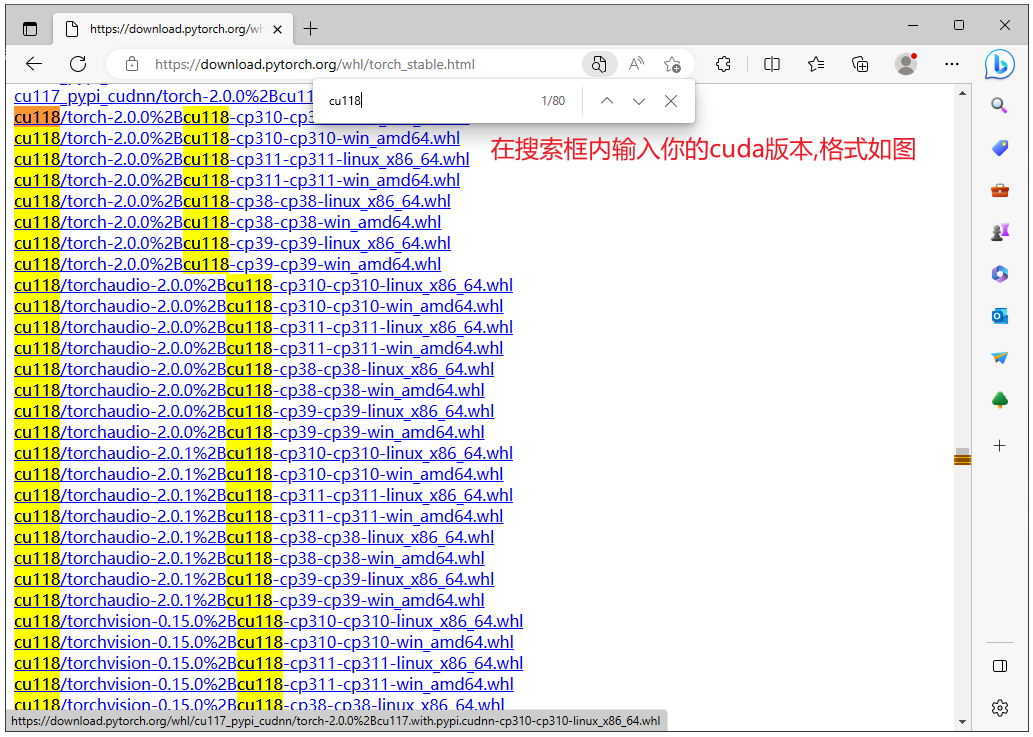 https://download.pytorch.org/wh
https://download.pytorch.org/whl/torch_stable.html
cu118
1/80
cu117_pypi_cudnn/torch-2.0.0%2Bcu11
cu118/torch-2.0.0%2Bcu118-cp310-cp3
cu118/torch-2.0.0%2Bcu118-cp310-cp310-win_amd64.whl
在搜索框内输入你的cuda版本,格式如图
cu118/torch-2.0.0%2Bcu118-cp311-cp311-linux_x86_64.whl
cu118/torch-2.0.0%2Bcu118-cp311-cp311-win_amd64.whl
cu118/torch-2.0.0%2Bcu118-cp38-cp38-linux_x86_64.whl
cu118/torch-2.0.0%2Bcu118-cp38-cp38-win_amd64.whl
cu118/torch-2.0.0%2Bcu118-cp39-cp39-linux_x86_64.whl
cu118/torch-2.0.0%2Bcu118-cp39-cp39-win_amd64.whl
cu118/torchaudio-2.0.0%2Bcu118-cp310-cp310-linux_x86_64.whl
cu118/torchaudio-2.0.0%2Bcu118-cp310-cp310-win_amd64.whl
cu118/torchaudio-2.0.0%2Bcu118-cp311-cp311-linux_x86_64.whl
cu118/torchaudio-2.0.0%2Bcu118-cp311-cp311-win_amd64.whl
cu118/torchaudio-2.0.0%2Bcu118-cp38-cp38-linux_x86_64.whl
cu118/torchaudio-2.0.0%2Bcu118-cp38-cp38-win_amd64.whl
cu118/torchaudio-2.0.0%2Bcu118-cp39-cp39-linux_x86_64.whl
cu118/torchaudio-2.0.0%2Bcu118-cp39-cp39-win_amd64.whl
cu118/torchaudio-2.0.1%2Bcu118-cp310-cp310-linux_x86_64.whl
cu118/torchaudio-2.0.1%2Bcu118-cp310-cp310-win_amd64.whl
cu118/torchaudio-2.0.1%2Bcu118-cp311-cp311-linux_x86_64.whl
cu118/torchaudio-2.0.1%2Bcu118-cp311-cp311-win_amd64.whl
cu118/torchaudio-2.0.1%2Bcu118-cp38-cp38-linux_x86_64.whl
cu118/torchaudio-2.0.1%2Bcu118-cp38-cp38-win_amd64.whl
cu118/torchaudio-2.0.1%2Bcu118-cp39-cp39-linux_x86_64.whl
cu118/torchaudio-2.0.1%2Bcu118-cp39-cp39-win_amd64.whl
cu118/torchvision-0.15.0%2Bcu118-cp310-cp310-linux_x86_64.whl
cu118/torchvision-0.15.0%2Bcu118-cp310-cp310-win_amd64.whl
cu118/torchvision-0.15.0%2Bcu118-cp311-cp311-linux_x86_64.whl
cu118/torchvision-0.15.0%2Bcu118-cp311-cp311-win_amd64.whl
cu118/torchvision-0.15.0%2Bcu118-cp38-cp38-linux_x86_64.whl
https://download.pytorch.org/whl/cu117_pypi_cudnn/torch-2.0.0%2Bcu117.with.pypi.cudnn-cp310-cp310-linux_x86_64.whl